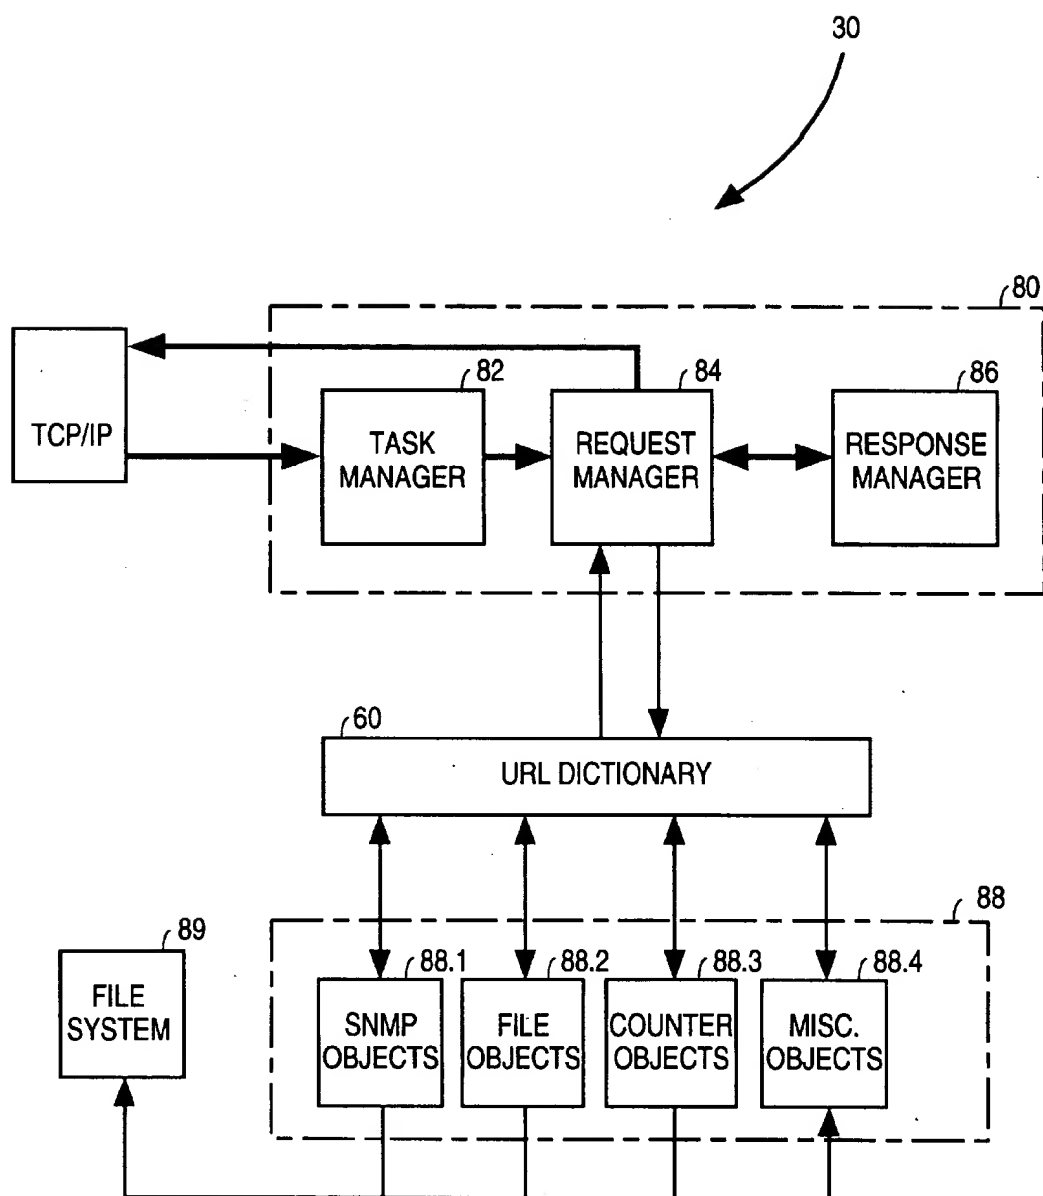 30
80
TCP/IP
82
TASK
MANAGER
84
REQUEST
MANAGER
86
RESPONSE
MANAGER
60
URL DICTIONARY
88
89
FILE
SYSTEM
88.1
SNMP
OBJECTS
88.2
FILE
OBJECTS
88.3
COUNTER
OBJECTS
88.4
MISC.
OBJECTS